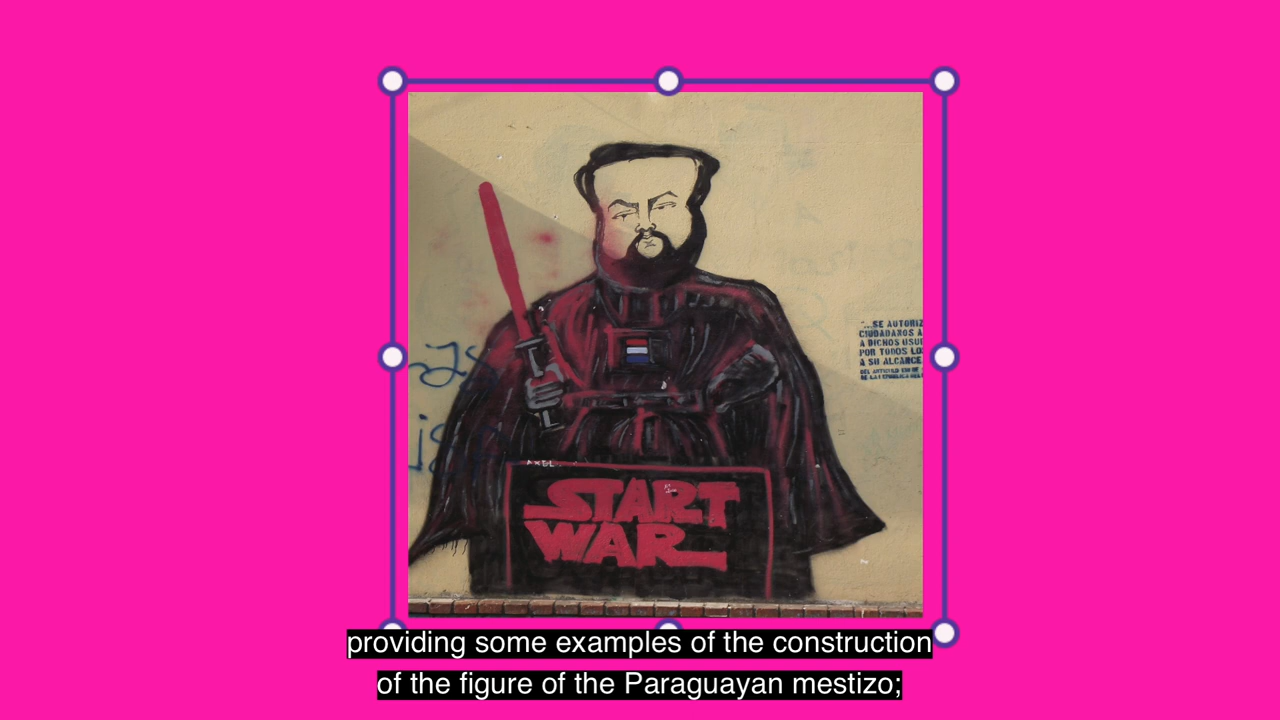 "...SE AUTORIZ
CIUDADANOS A
A DICHOS USU
POR TODOS LO
A SU ALCANCE
AXEL
START
WAR
providing some examples of the construction
of the figure of the Paraguayan mestizo;